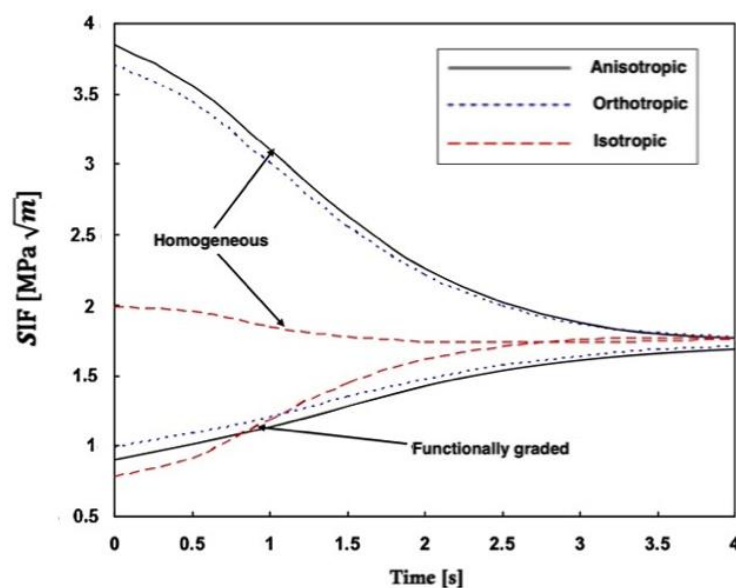 4
3.5
3
2.5
2
1.5
1
0.5
SIF [MPa √m]
Anisotropic
Orthotropic
Isotropic
Homogeneous
Functionally graded
0 0.5 1 1.5 2 2.5 3 3.5 4
Time [s]